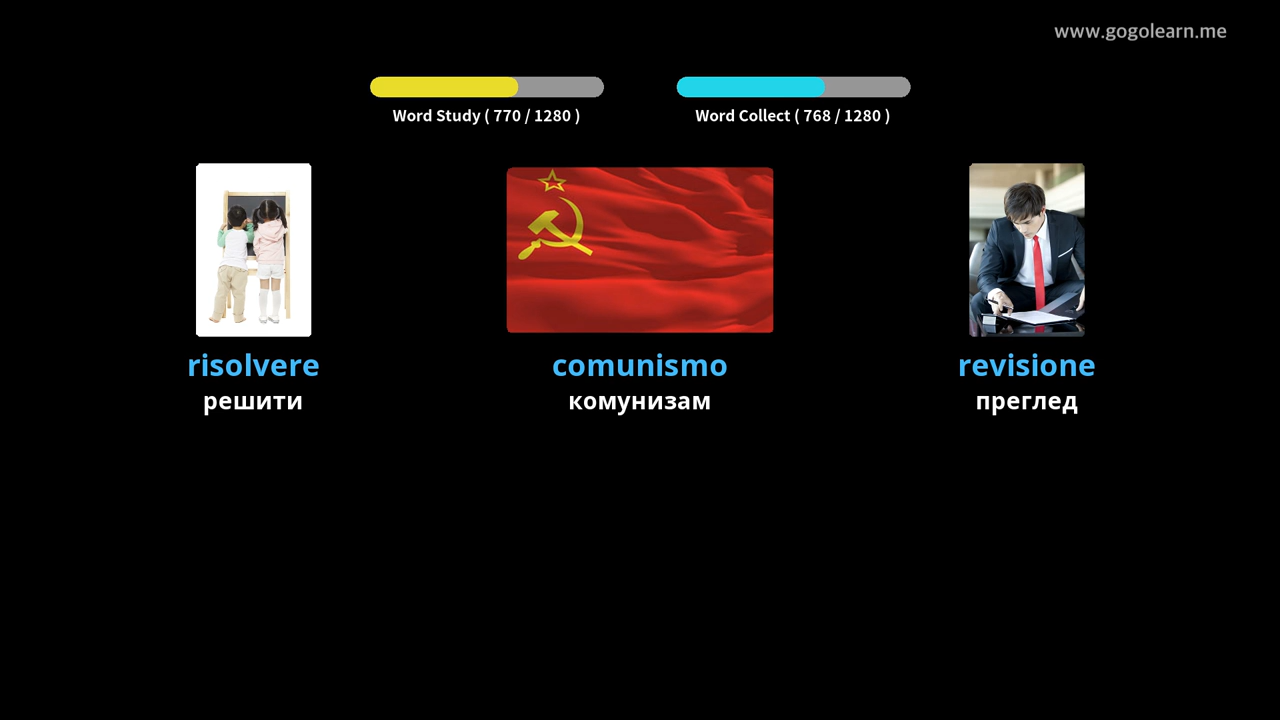 www.gogolearn.me
Word Study ( 770 / 1280 )
Word Collect ( 768 / 1280 )
risolvere
решити
comunismo
комунизам
revisione
преглед